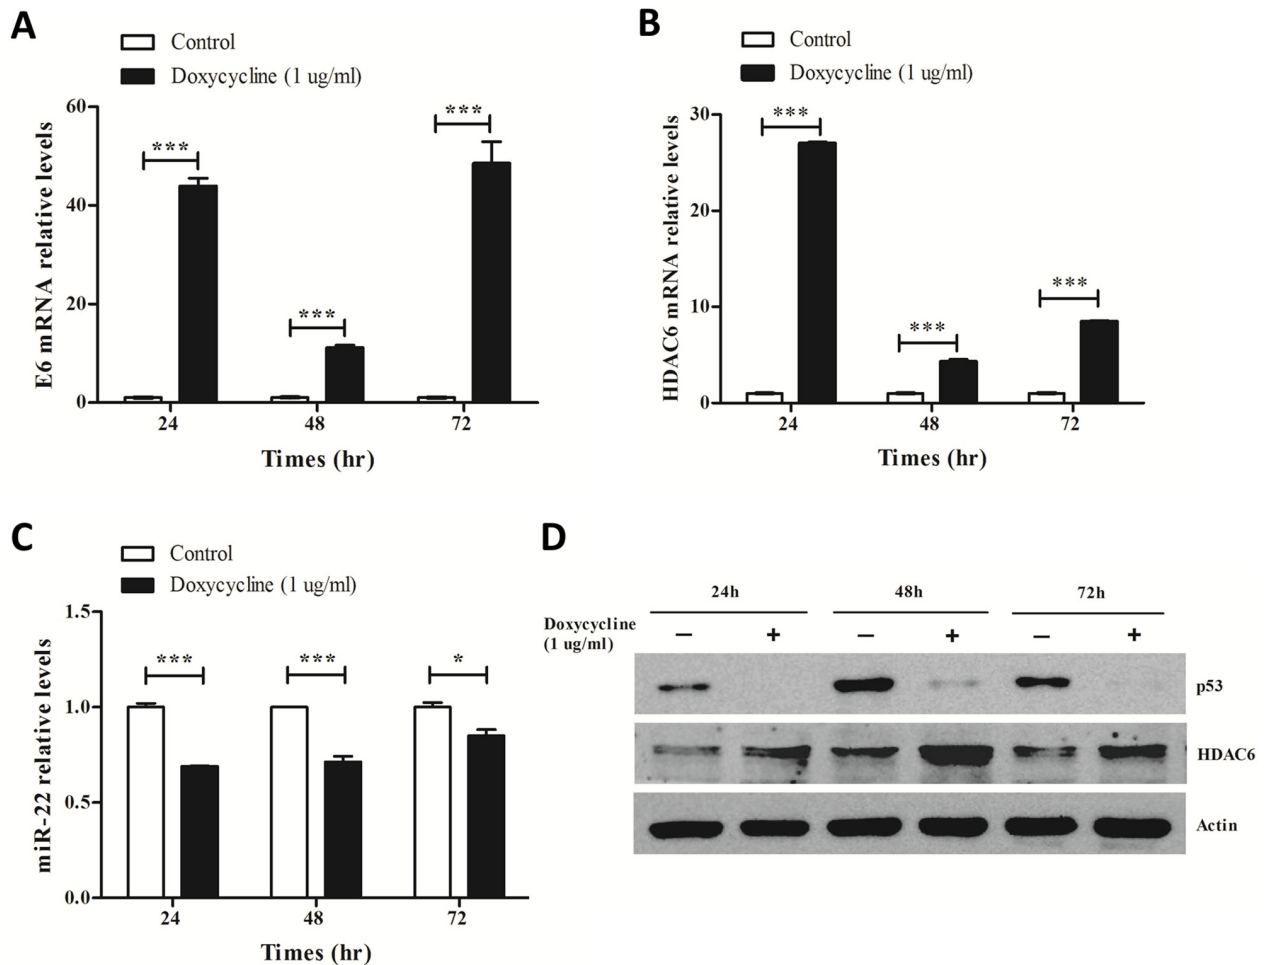 A
Control
Doxycycline (1 ug/ml)
E6 mRNA relative levels
60
40
20
0
***
***
***
24 48 72
Times (hr)
B
Control
Doxycycline (1 ug/ml)
HDAC6 mRNA relative levels
30
20
10
0
***
***
***
24 48 72
Times (hr)
C
Control
Doxycycline (1 ug/ml)
miR-22 relative levels
1.5
1.0
0.5
0.0
*** *** *
24 48 72
Times (hr)
D
24h 48h 72h
Doxycycline
(1 ug/ml)
– + – + – +
p53
HDAC6
Actin